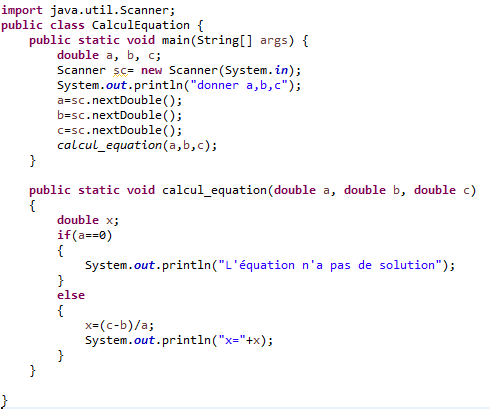 import java.util.Scanner;
public class CalculEquation {
    public static void main(String[] args) {
        double a, b, c;
        Scanner sc= new Scanner(System.in);
        System.out.println("donner a,b,c");
        a=sc.nextDouble();
        b=sc.nextDouble();
        c=sc.nextDouble();
        calcul_equation(a,b,c);
    }

    public static void calcul_equation(double a, double b, double c)
    {
        double x;
        if(a==0)
        {
            System.out.println("L'équation n'a pas de solution");
        }
        else
        {
            x=(c-b)/a;
            System.out.println("x="+x);
        }
    }

}